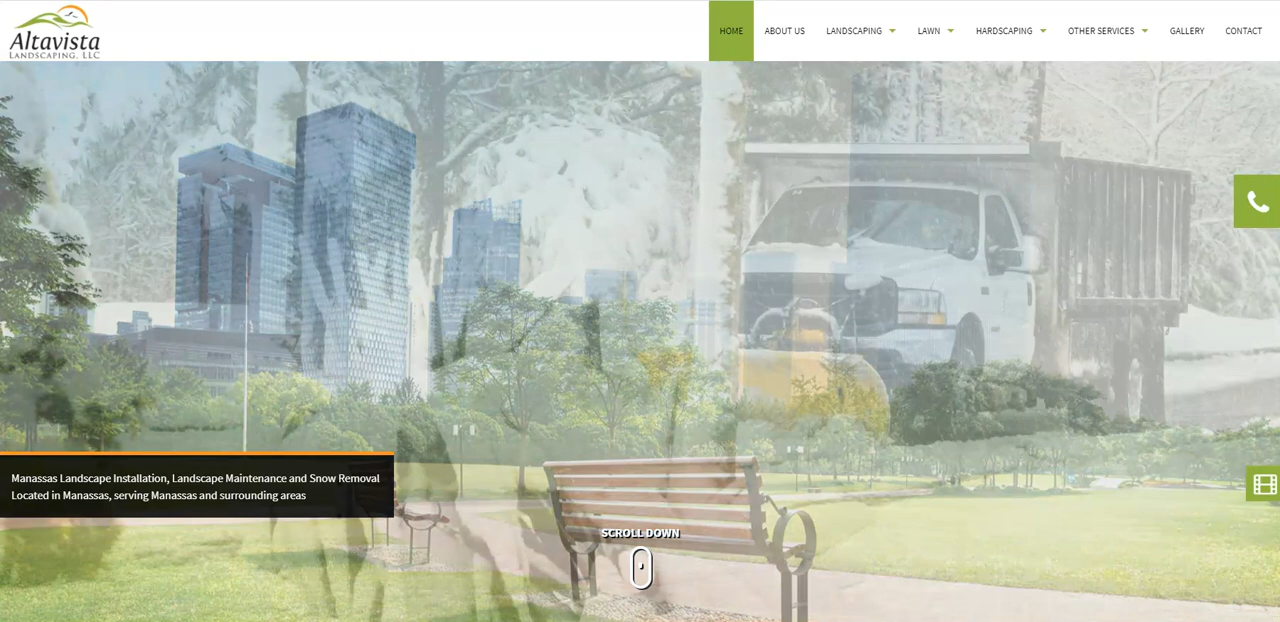 Altavista
LANDSCAPING, LLC
HOME ABOUT US LANDSCAPING LAWN HARDSCAPING OTHER SERVICES GALLERY CONTACT
Manassas Landscape Installation, Landscape Maintenance and Snow Removal
Located in Manassas, serving Manassas and surrounding areas
SCROLL DOWN